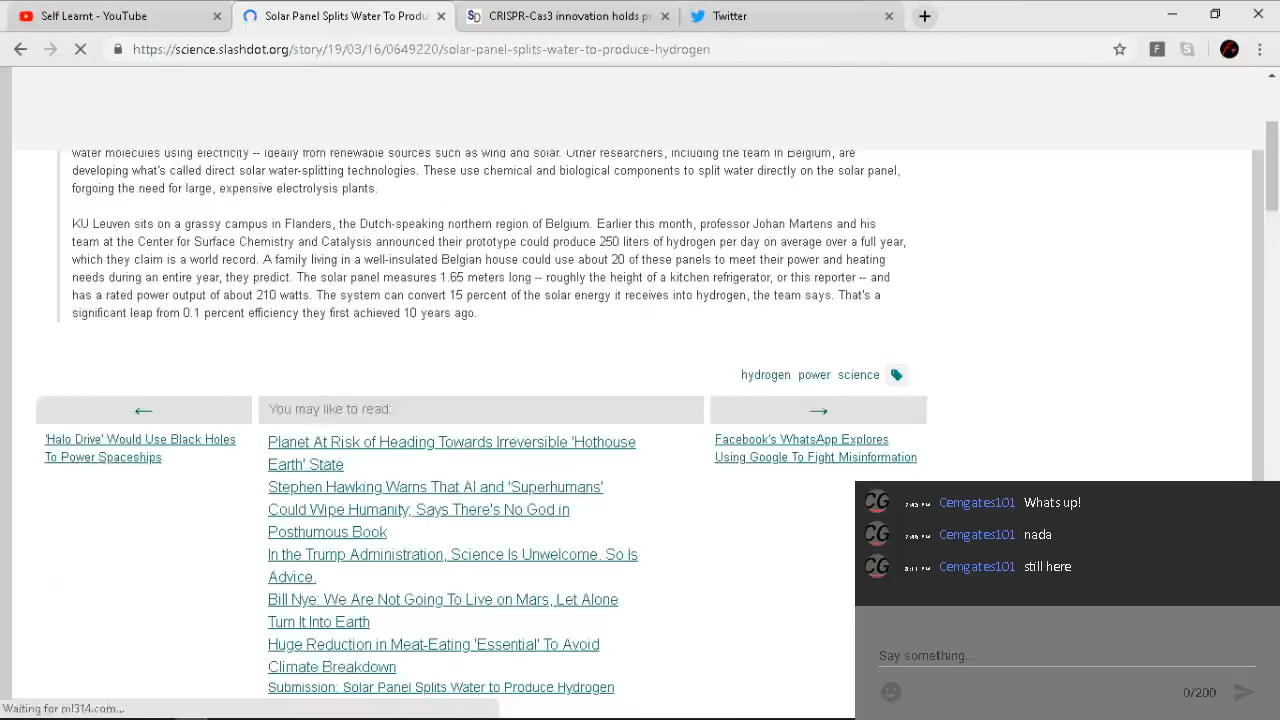 Self Learnt - YouTube
Solar Panel Splits Water To Produ
CRISPR-Cas3 innovation holds pr
Twitter
https://science.slashdot.org/story/19/03/16/0649220/solar-panel-splits-water-to-produce-hydrogen
water molecules using electricity -- ideally from renewable sources such as wind and solar. Other researchers, including the team in Belgium, are
developing what's called direct solar water-splitting technologies. These use chemical and biological components to split water directly on the solar panel,
forgoing the need for large, expensive electrolysis plants.
KU Leuven sits on a grassy campus in Flanders, the Dutch-speaking northern region of Belgium. Earlier this month, professor Johan Martens and his
team at the Center for Surface Chemistry and Catalysis announced their prototype could produce 250 liters of hydrogen per day on average over a full year,
which they claim is a world record. A family living in a well-insulated Belgian house could use about 20 of these panels to meet their power and heating
needs during an entire year, they predict. The solar panel measures 1.65 meters long -- roughly the height of a kitchen refrigerator, or this reporter -- and
has a rated power output of about 210 watts. The system can convert 15 percent of the solar energy it receives into hydrogen, the team says. That's a
significant leap from 0.1 percent efficiency they first achieved 10 years ago.
hydrogen power science
← You may like to read: →
'Halo Drive' Would Use Black Holes
To Power Spaceships
Planet At Risk of Heading Towards Irreversible 'Hothouse
Earth' State
Stephen Hawking Warns That AI and 'Superhumans'
Could Wipe Humanity; Says There's No God in
Posthumous Book
In the Trump Administration, Science Is Unwelcome. So Is
Advice.
Bill Nye: We Are Not Going To Live on Mars, Let Alone
Turn It Into Earth
Huge Reduction in Meat-Eating 'Essential' To Avoid
Climate Breakdown
Submission: Solar Panel Splits Water to Produce Hydrogen
Facebook's WhatsApp Explores
Using Google To Fight Misinformation
CG Cemgates101 Whats up!
CG Cemgates101 nada
CG Cemgates101 still here
Say something...
0/200
Waiting for ml314.com...